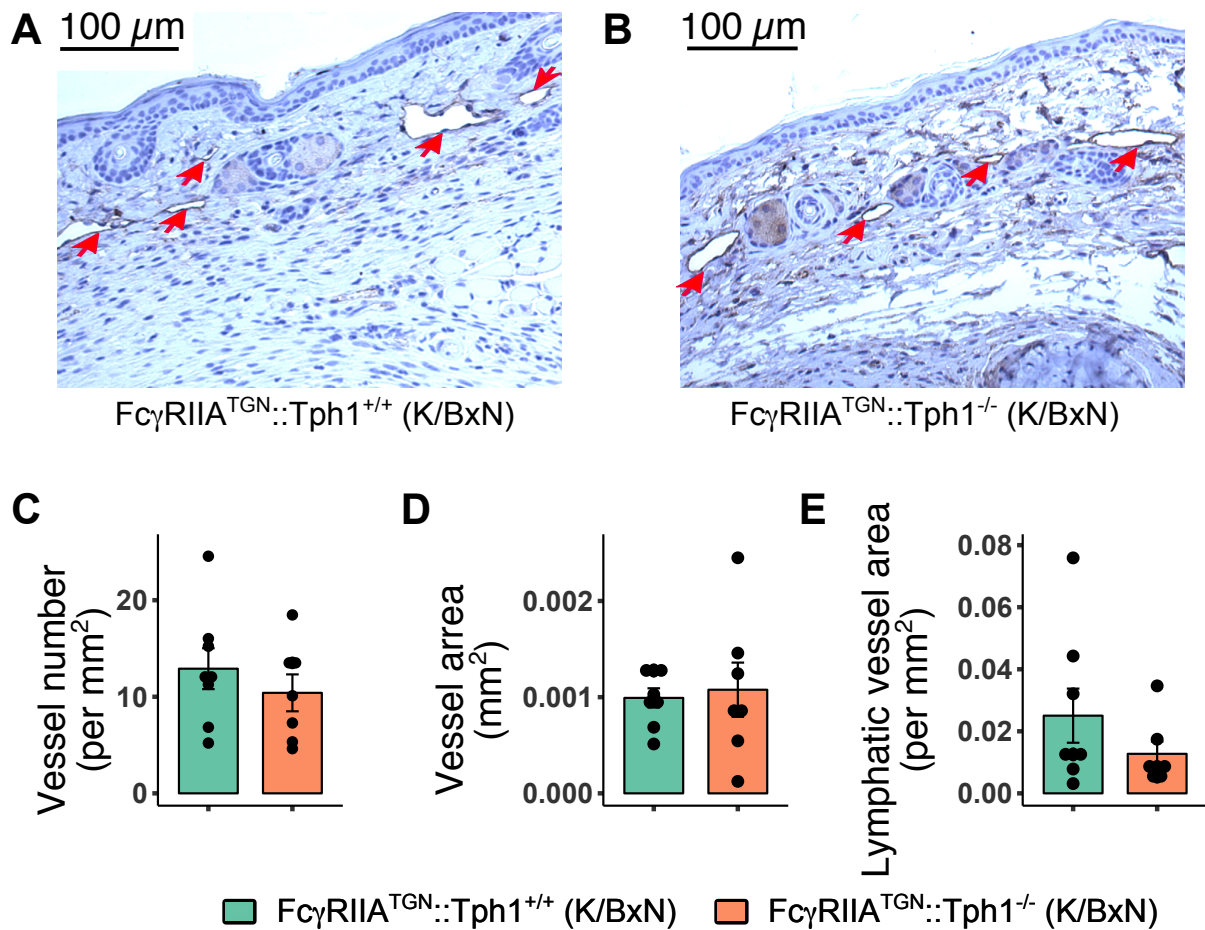 A 100 µm
B 100 µm
FcγRIIA^TGN::Tph1^+/+ (K/BxN)
FcγRIIA^TGN::Tph1^-/- (K/BxN)
C
Vessel number
(per mm²)
20
10
0
D
Vessel arrea
(mm²)
0.002
0.001
0.000
E
Lymphatic vessel area
(per mm²)
0.08
0.06
0.04
0.02
0.00
FcγRIIA^TGN::Tph1^+/+ (K/BxN)
FcγRIIA^TGN::Tph1^-/- (K/BxN)